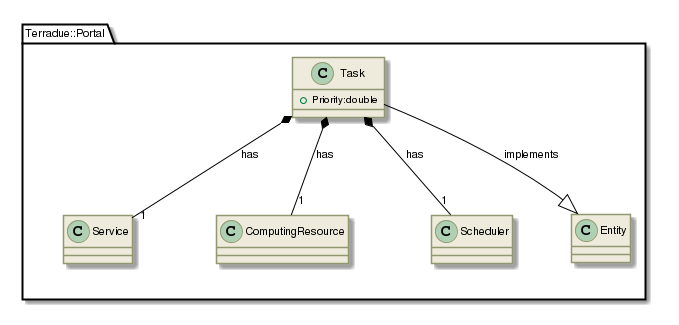 Terradue::Portal
C Task
Priority:double
has
has
has
implements
1
1
1
C Service
C ComputingResource
C Scheduler
C Entity